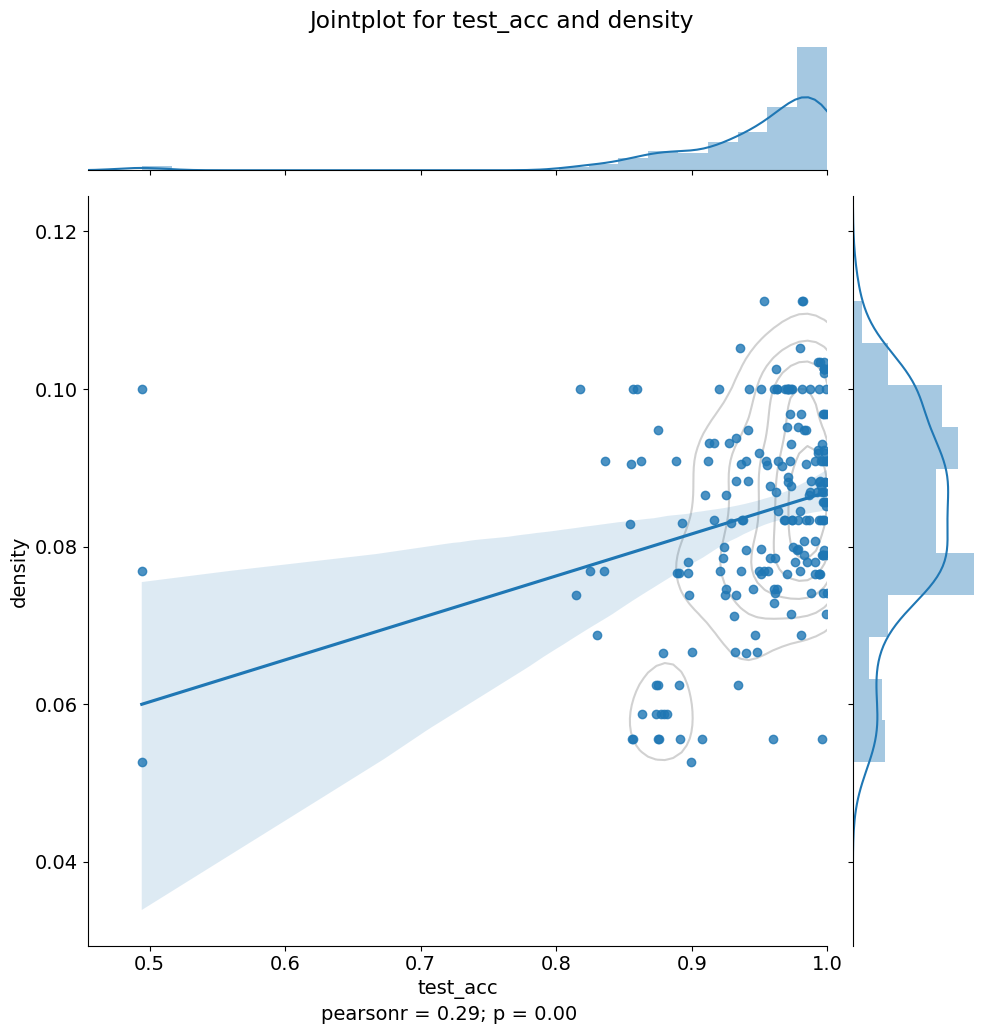 Jointplot for test_acc and density
0.12
0.10
0.08
0.06
0.04
density
0.5 0.6 0.7 0.8 0.9 1.0
test_acc
pearsonr = 0.29; p = 0.00